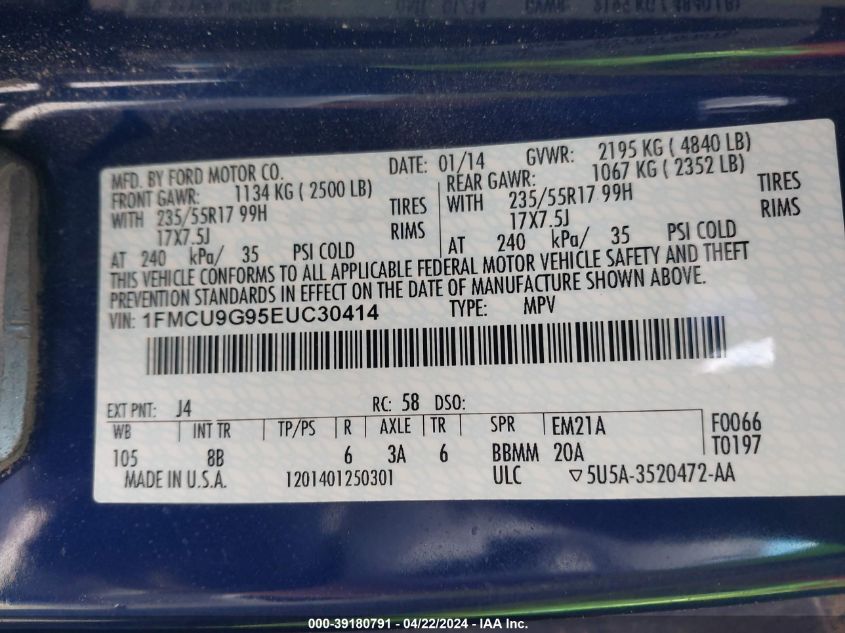 MFD. BY FORD MOTOR CO. DATE: 01/14 GVWR: 2195 KG ( 4840 LB)
FRONT GAWR: 1134 KG ( 2500 LB) REAR GAWR: 1067 KG ( 2352 LB)
WITH 235/55R17 99H TIRES WITH 235/55R17 99H TIRES
17X7.5J RIMS 17X7.5J RIMS
AT 240 kPa/ 35 PSI COLD AT 240 kPa/ 35 PSI COLD
THIS VEHICLE CONFORMS TO ALL APPLICABLE FEDERAL MOTOR VEHICLE SAFETY AND THEFT
PREVENTION STANDARDS IN EFFECT ON THE DATE OF MANUFACTURE SHOWN ABOVE.
VIN: 1FMCU9G95EUC30414 TYPE: MPV
EXT PNT: J4 RC: 58 DSO:
WB INT TR TP/PS R AXLE TR SPR EM21A F0066
105 8B 6 3A 6 BBMM 20A T0197
MADE IN U.S.A. 1201401250301 ULC ▽5U5A-3520472-AA
000-39180791 - 04/22/2024 - IAA Inc.